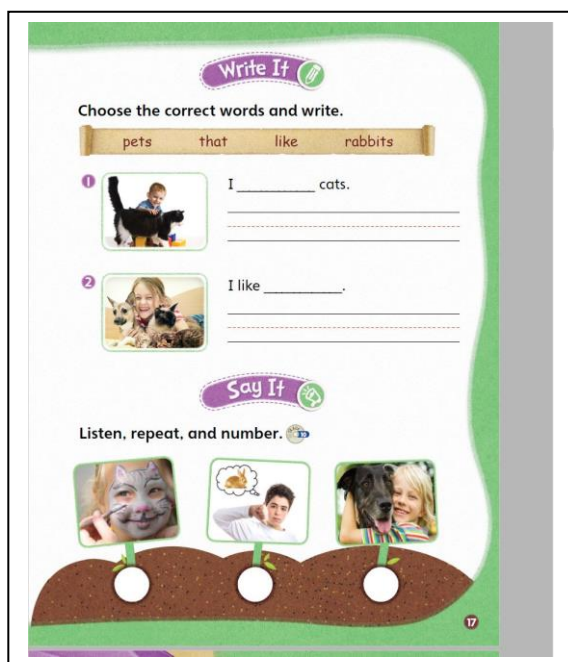 Write It
Choose the correct words and write.
pets that like rabbits
1
I __________ cats.
2
I like __________.
Say It
Listen, repeat, and number.
17